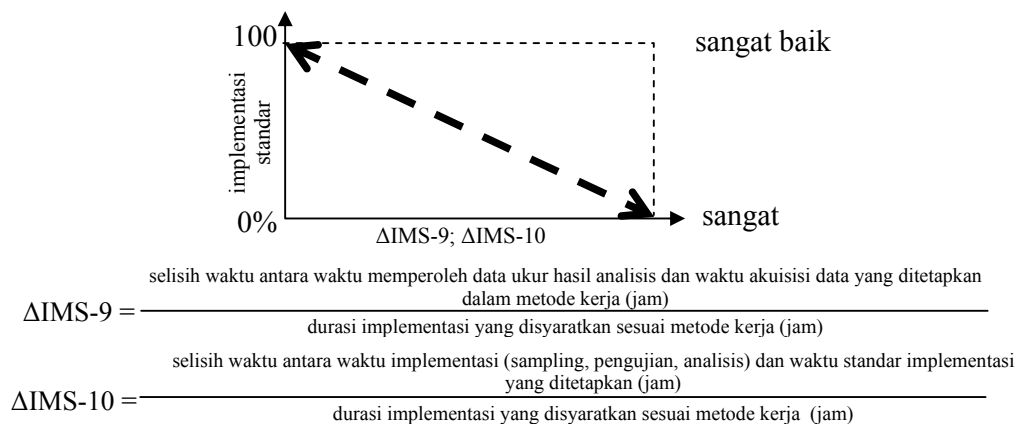 100
sangat baik
implementasi
standar
0%
sangat
ΔIMS-9; ΔIMS-10
selisih waktu antara waktu memperoleh data ukur hasil analisis dan waktu akuisisi data yang ditetapkan
dalam metode kerja (jam)
ΔIMS-9 =
durasi implementasi yang disyaratkan sesuai metode kerja (jam)
selisih waktu antara waktu implementasi (sampling, pengujian, analisis) dan waktu standar implementasi
yang ditetapkan (jam)
ΔIMS-10 =
durasi implementasi yang disyaratkan sesuai metode kerja (jam)